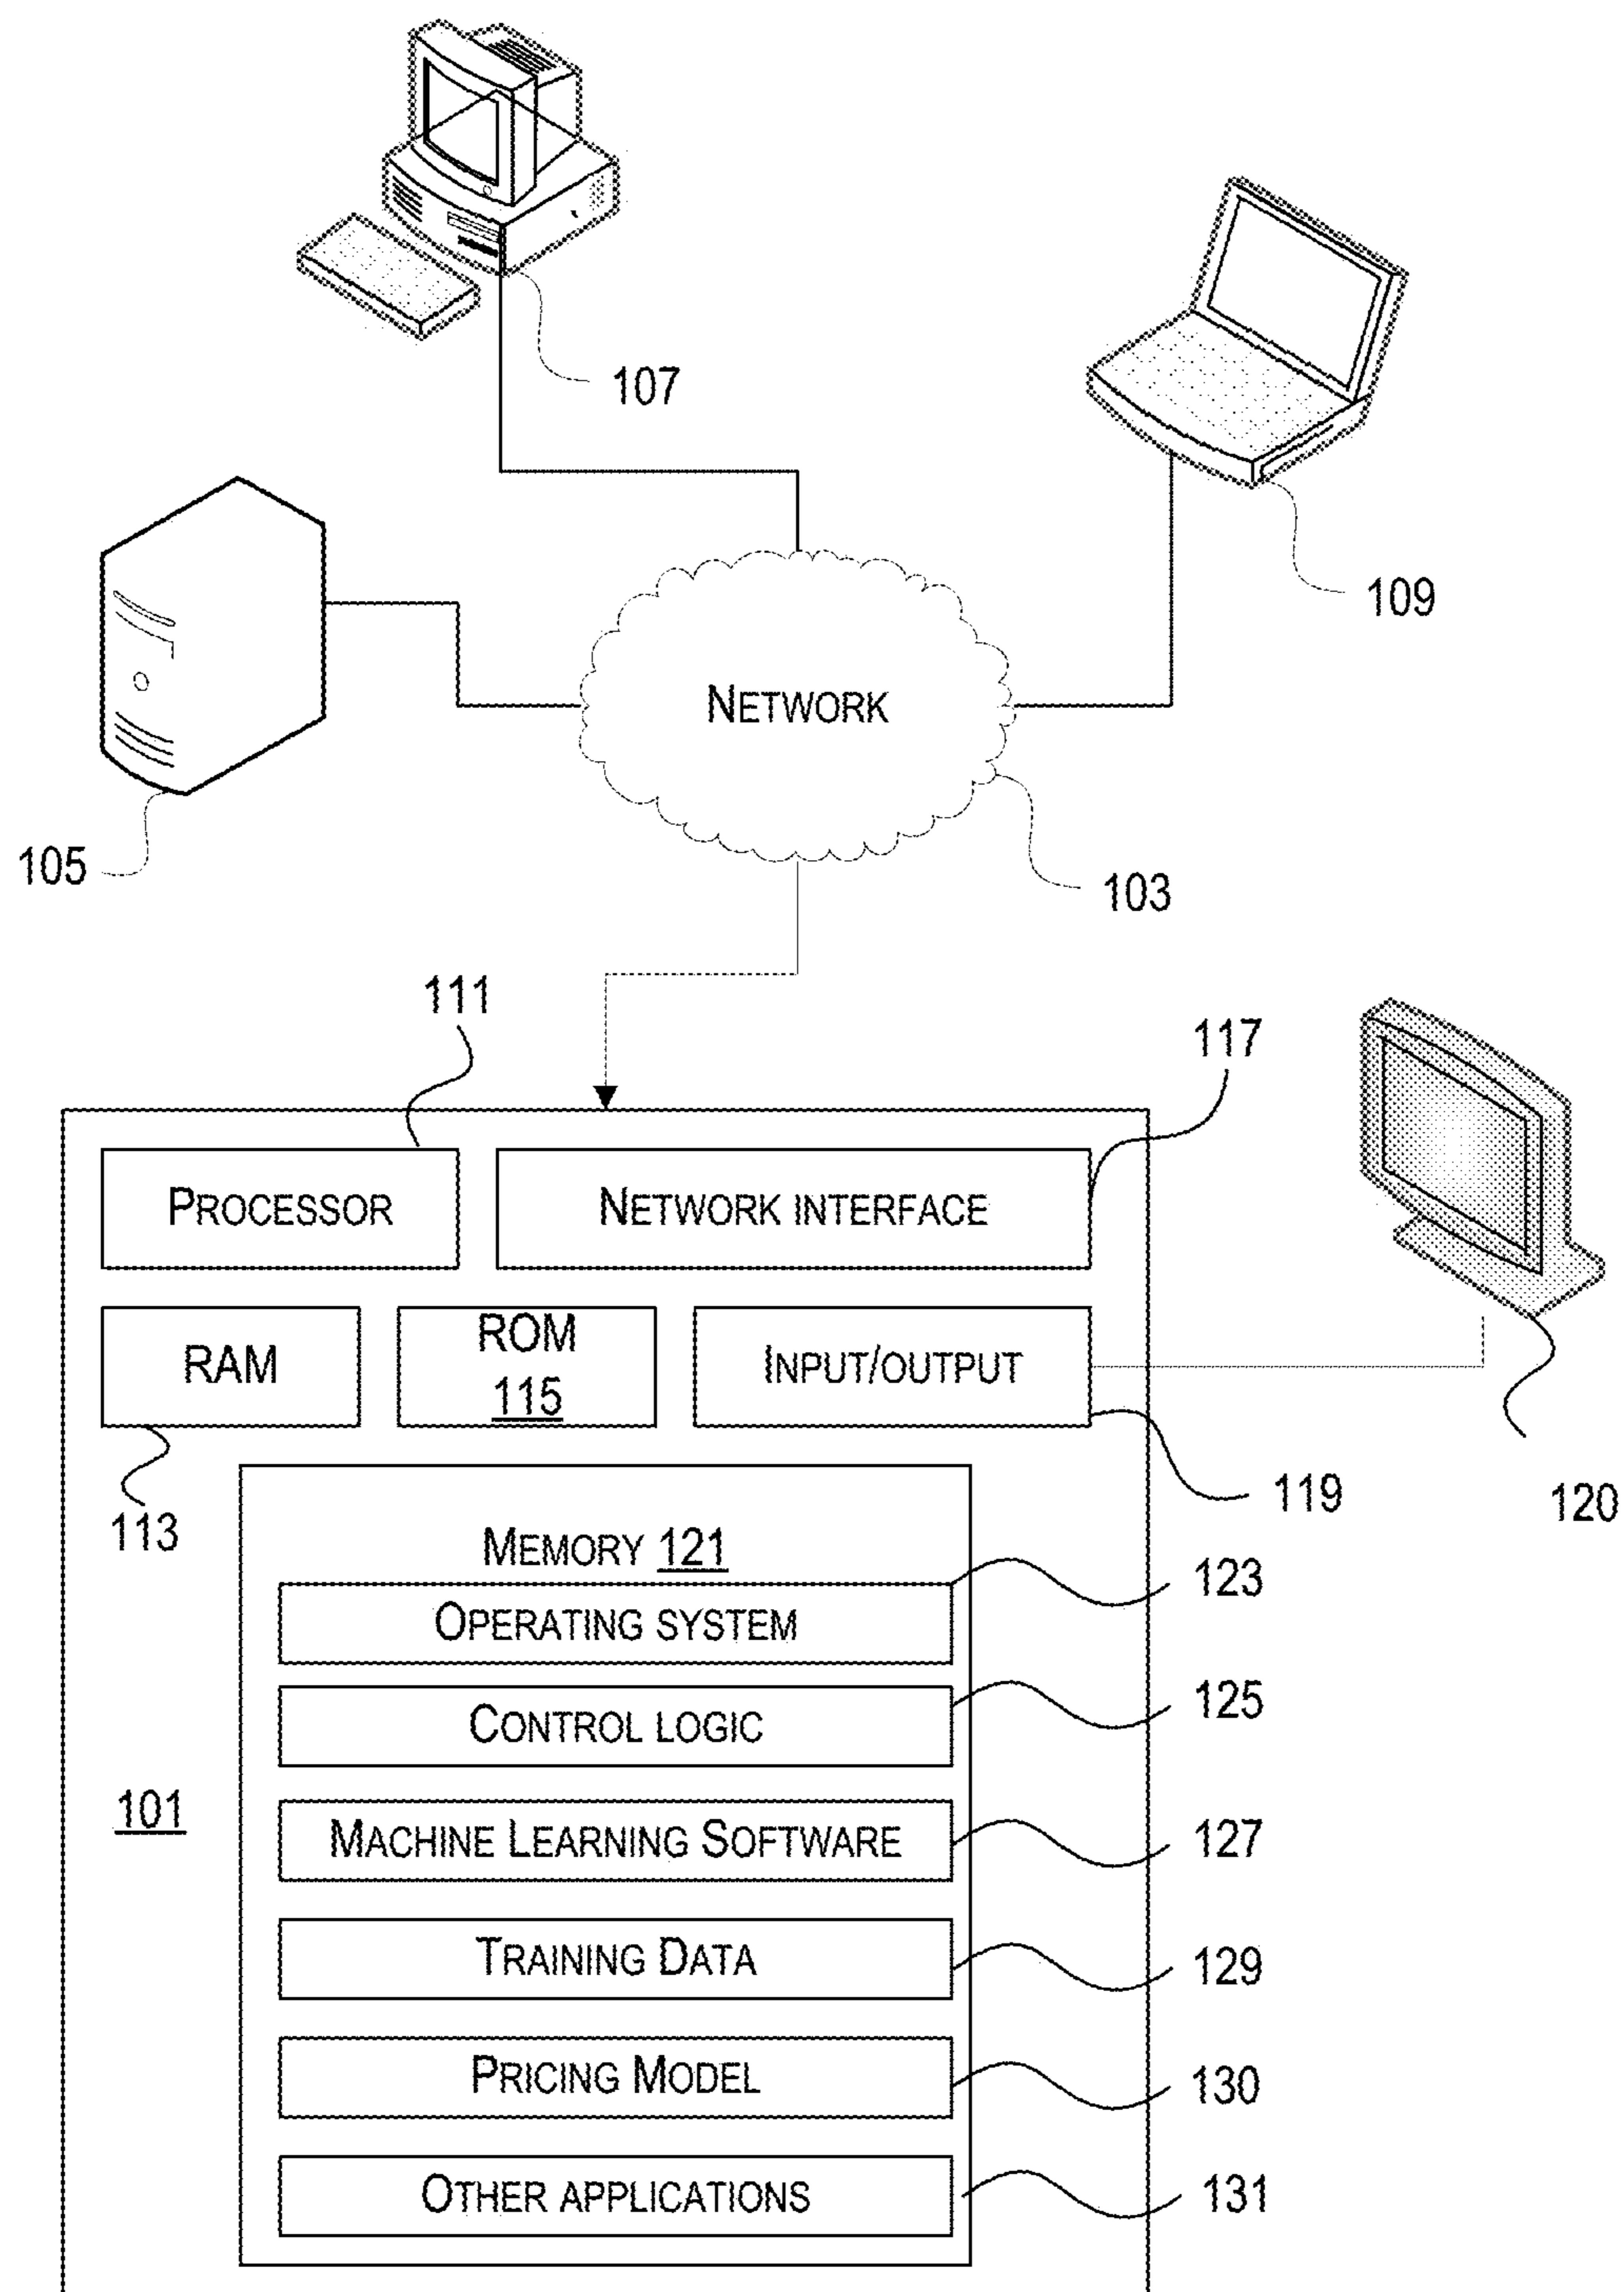 107
109
NETWORK
105
103
111
117
PROCESSOR
NETWORK INTERFACE
RAM
ROM
115
INPUT/OUTPUT
113
119
120
MEMORY 121
123
OPERATING SYSTEM
125
CONTROL LOGIC
101
MACHINE LEARNING SOFTWARE
127
TRAINING DATA
129
PRICING MODEL
130
OTHER APPLICATIONS
131